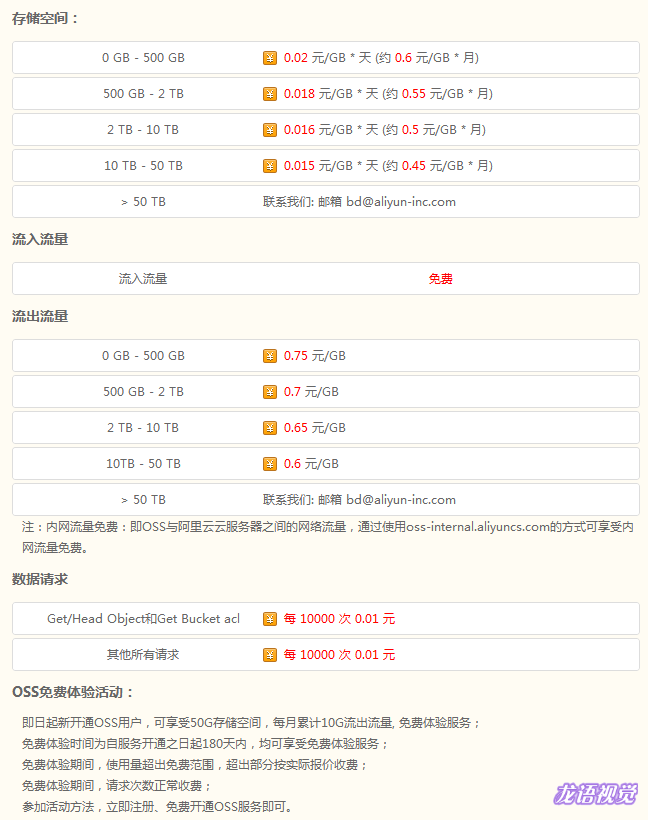 存储空间：
0 GB - 500 GB ¥ 0.02 元/GB * 天 (约 0.6 元/GB * 月)
500 GB - 2 TB ¥ 0.018 元/GB * 天 (约 0.55 元/GB * 月)
2 TB - 10 TB ¥ 0.016 元/GB * 天 (约 0.5 元/GB * 月)
10 TB - 50 TB ¥ 0.015 元/GB * 天 (约 0.45 元/GB * 月)
> 50 TB 联系我们: 邮箱 bd@aliyun-inc.com
流入流量
流入流量 免费
流出流量
0 GB - 500 GB ¥ 0.75 元/GB
500 GB - 2 TB ¥ 0.7 元/GB
2 TB - 10 TB ¥ 0.65 元/GB
10TB - 50 TB ¥ 0.6 元/GB
> 50 TB 联系我们: 邮箱 bd@aliyun-inc.com
注：内网流量免费：即OSS与阿里云云服务器之间的网络流量，通过使用oss-internal.aliyuncs.com的方式可享受内
网流量免费。
数据请求
Get/Head Object和Get Bucket acl ¥ 每 10000 次 0.01 元
其他所有请求 ¥ 每 10000 次 0.01 元
OSS免费体验活动：
即日起新开通OSS用户，可享受50G存储空间，每月累计10G流出流量, 免费体验服务；
免费体验时间为自服务开通之日起180天内，均可享受免费体验服务；
免费体验期间，使用量超出免费范围，超出部分按实际报价收费；
免费体验期间，请求次数正常收费；
参加活动方法，立即注册、免费开通OSS服务即可。
龙语视觉